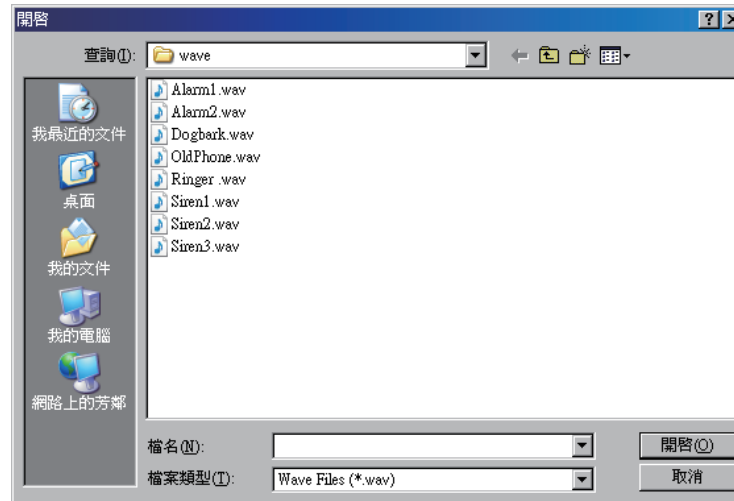 開啓
查詢(I):
wave
Alarm1.wav
Alarm2.wav
Dogbark.wav
OldPhone.wav
Ringer .wav
Siren1.wav
Siren2.wav
Siren3.wav
我最近的文件
桌面
我的文件
我的電腦
網路上的芳鄰
檔名(N):
開啓(O)
檔案類型(T):
Wave Files (*.wav)
取消